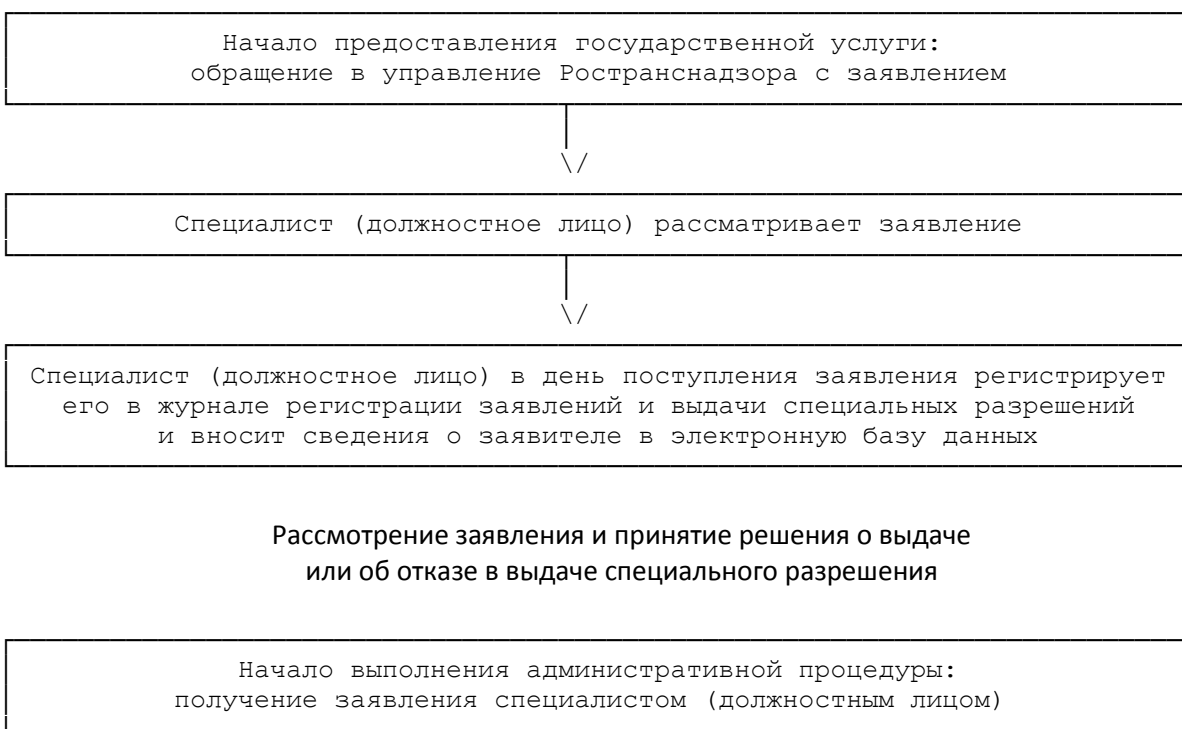 Начало предоставления государственной услуги:
обращение в управление Ространснадзора с заявлением
\/
Специалист (должностное лицо) рассматривает заявление
\/
Специалист (должностное лицо) в день поступления заявления регистрирует
его в журнале регистрации заявлений и выдачи специальных разрешений
и вносит сведения о заявителе в электронную базу данных
Рассмотрение заявления и принятие решения о выдаче
или об отказе в выдаче специального разрешения
Начало выполнения административной процедуры:
получение заявления специалистом (должностным лицом)